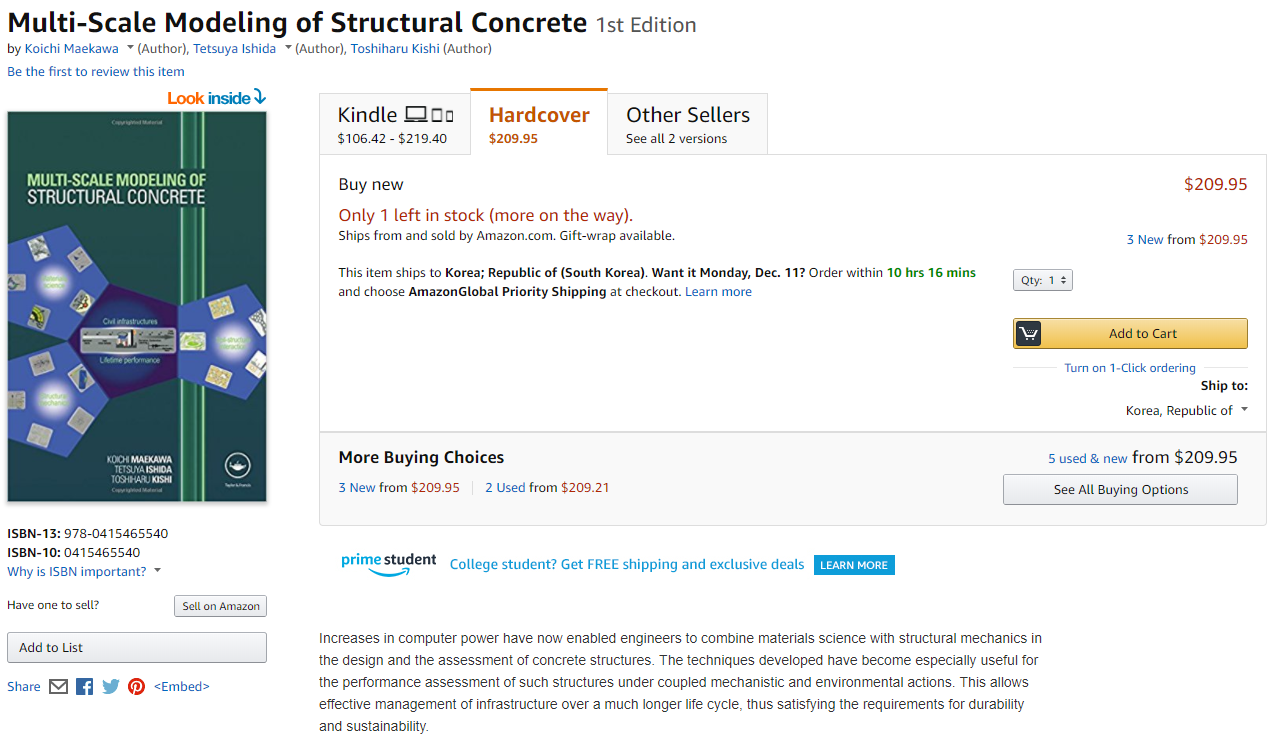 Multi-Scale Modeling of Structural Concrete 1st Edition
by Koichi Maekawa (Author), Tetsuya Ishida (Author), Toshiharu Kishi (Author)
Be the first to review this item
Look inside
Copyrighted Material
MULTI-SCALE MODELING OF
STRUCTURAL CONCRETE
Civil infrastructures
Lifetime performance
KOICHI MAEKAWA
TETSUYA ISHIDA
TOSHIHARU KISHI
Copyrighted Material
Taylor & Francis
ISBN-13: 978-0415465540
ISBN-10: 0415465540
Why is ISBN important?
Have one to sell? Sell on Amazon
Add to List
Share <Embed>
Kindle Hardcover Other Sellers
$106.42 - $219.40 $209.95 See all 2 versions
Buy new $209.95
Only 1 left in stock (more on the way).
Ships from and sold by Amazon.com. Gift-wrap available.
3 New from $209.95
This item ships to Korea; Republic of (South Korea). Want it Monday, Dec. 11? Order within 10 hrs 16 mins
and choose AmazonGlobal Priority Shipping at checkout. Learn more
Qty: 1
Add to Cart
Turn on 1-Click ordering
Ship to:
Korea, Republic of
More Buying Choices
3 New from $209.95 2 Used from $209.21
5 used & new from $209.95
See All Buying Options
prime student College student? Get FREE shipping and exclusive deals LEARN MORE
Increases in computer power have now enabled engineers to combine materials science with structural mechanics in
the design and the assessment of concrete structures. The techniques developed have become especially useful for
the performance assessment of such structures under coupled mechanistic and environmental actions. This allows
effective management of infrastructure over a much longer life cycle, thus satisfying the requirements for durability
and sustainability.